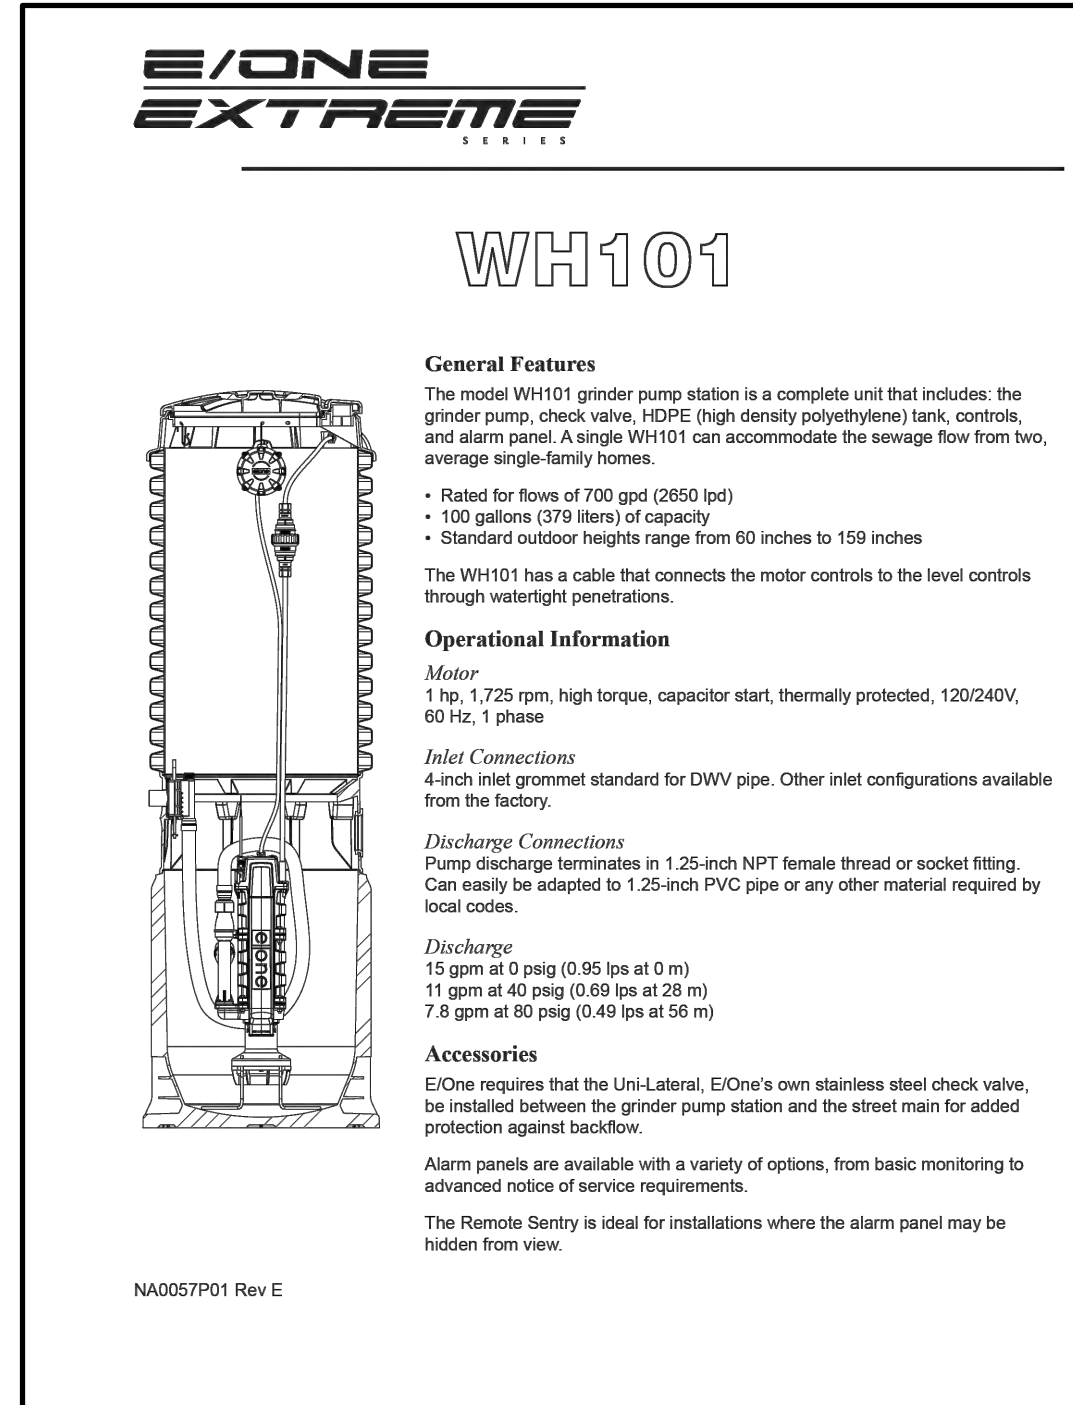 E/ONE
EXTREME
SERIES
WH101
General Features
The model WH101 grinder pump station is a complete unit that includes: the
grinder pump, check valve, HDPE (high density polyethylene) tank, controls,
and alarm panel. A single WH101 can accommodate the sewage flow from two,
average single-family homes.
• Rated for flows of 700 gpd (2650 lpd)
• 100 gallons (379 liters) of capacity
• Standard outdoor heights range from 60 inches to 159 inches
The WH101 has a cable that connects the motor controls to the level controls
through watertight penetrations.
Operational Information
Motor
1 hp, 1,725 rpm, high torque, capacitor start, thermally protected, 120/240V,
60 Hz, 1 phase
Inlet Connections
4-inch inlet grommet standard for DWV pipe. Other inlet configurations available
from the factory.
Discharge Connections
Pump discharge terminates in 1.25-inch NPT female thread or socket fitting.
Can easily be adapted to 1.25-inch PVC pipe or any other material required by
local codes.
Discharge
15 gpm at 0 psig (0.95 lps at 0 m)
11 gpm at 40 psig (0.69 lps at 28 m)
7.8 gpm at 80 psig (0.49 lps at 56 m)
Accessories
E/One requires that the Uni-Lateral, E/One's own stainless steel check valve,
be installed between the grinder pump station and the street main for added
protection against backflow.
Alarm panels are available with a variety of options, from basic monitoring to
advanced notice of service requirements.
The Remote Sentry is ideal for installations where the alarm panel may be
hidden from view.
e|one
NA0057P01 Rev E